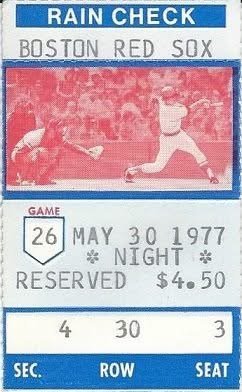 RAIN CHECK
BOSTON RED SOX
GAME
26 MAY 30 1977
* NIGHT *
RESERVED $4.50
4 30 3
SEC. ROW SEAT